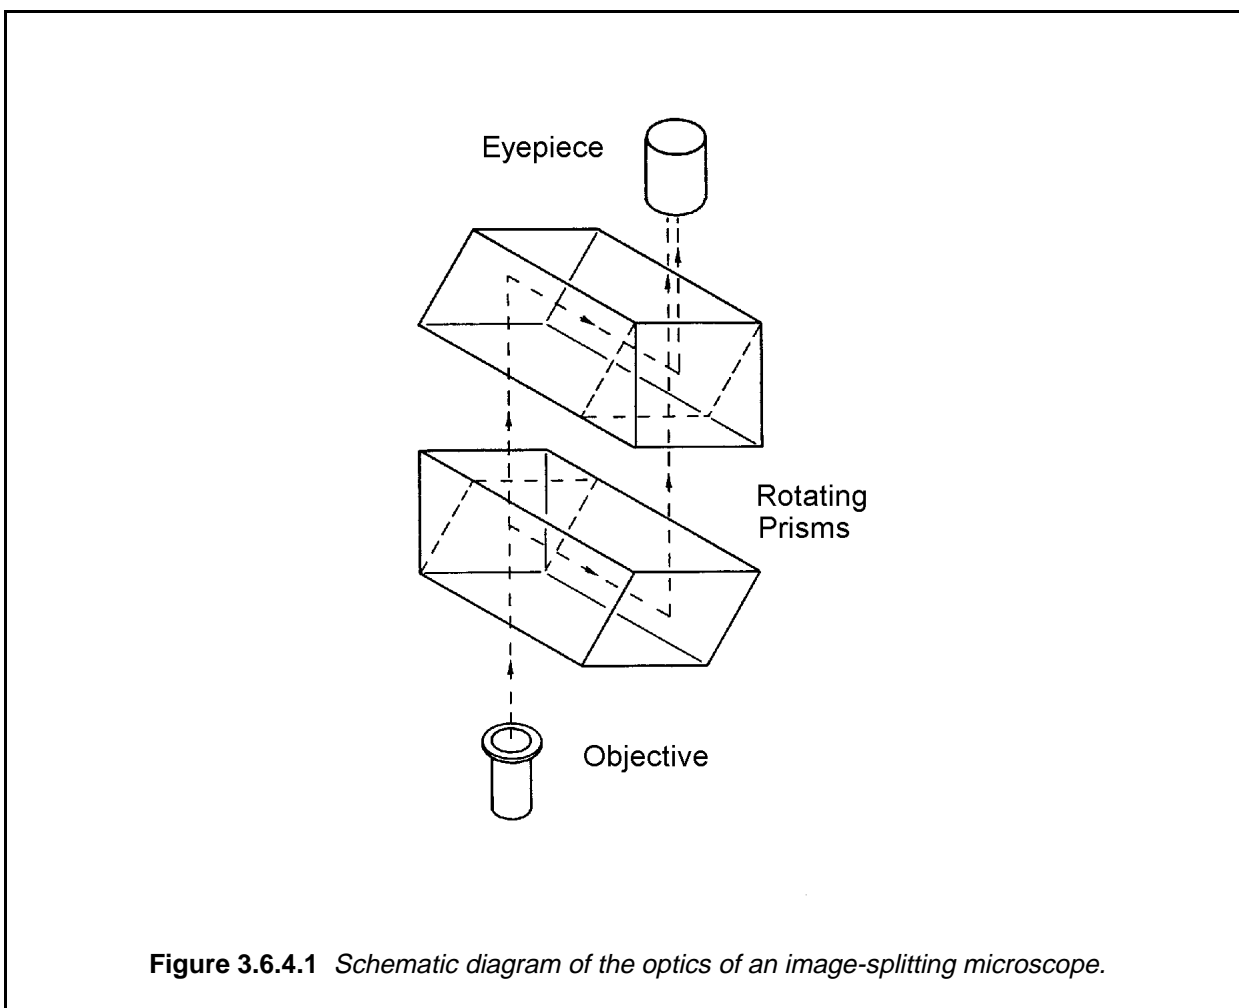 Eyepiece
Rotating
Prisms
Objective
Figure 3.6.4.1 Schematic diagram of the optics of an image-splitting microscope.